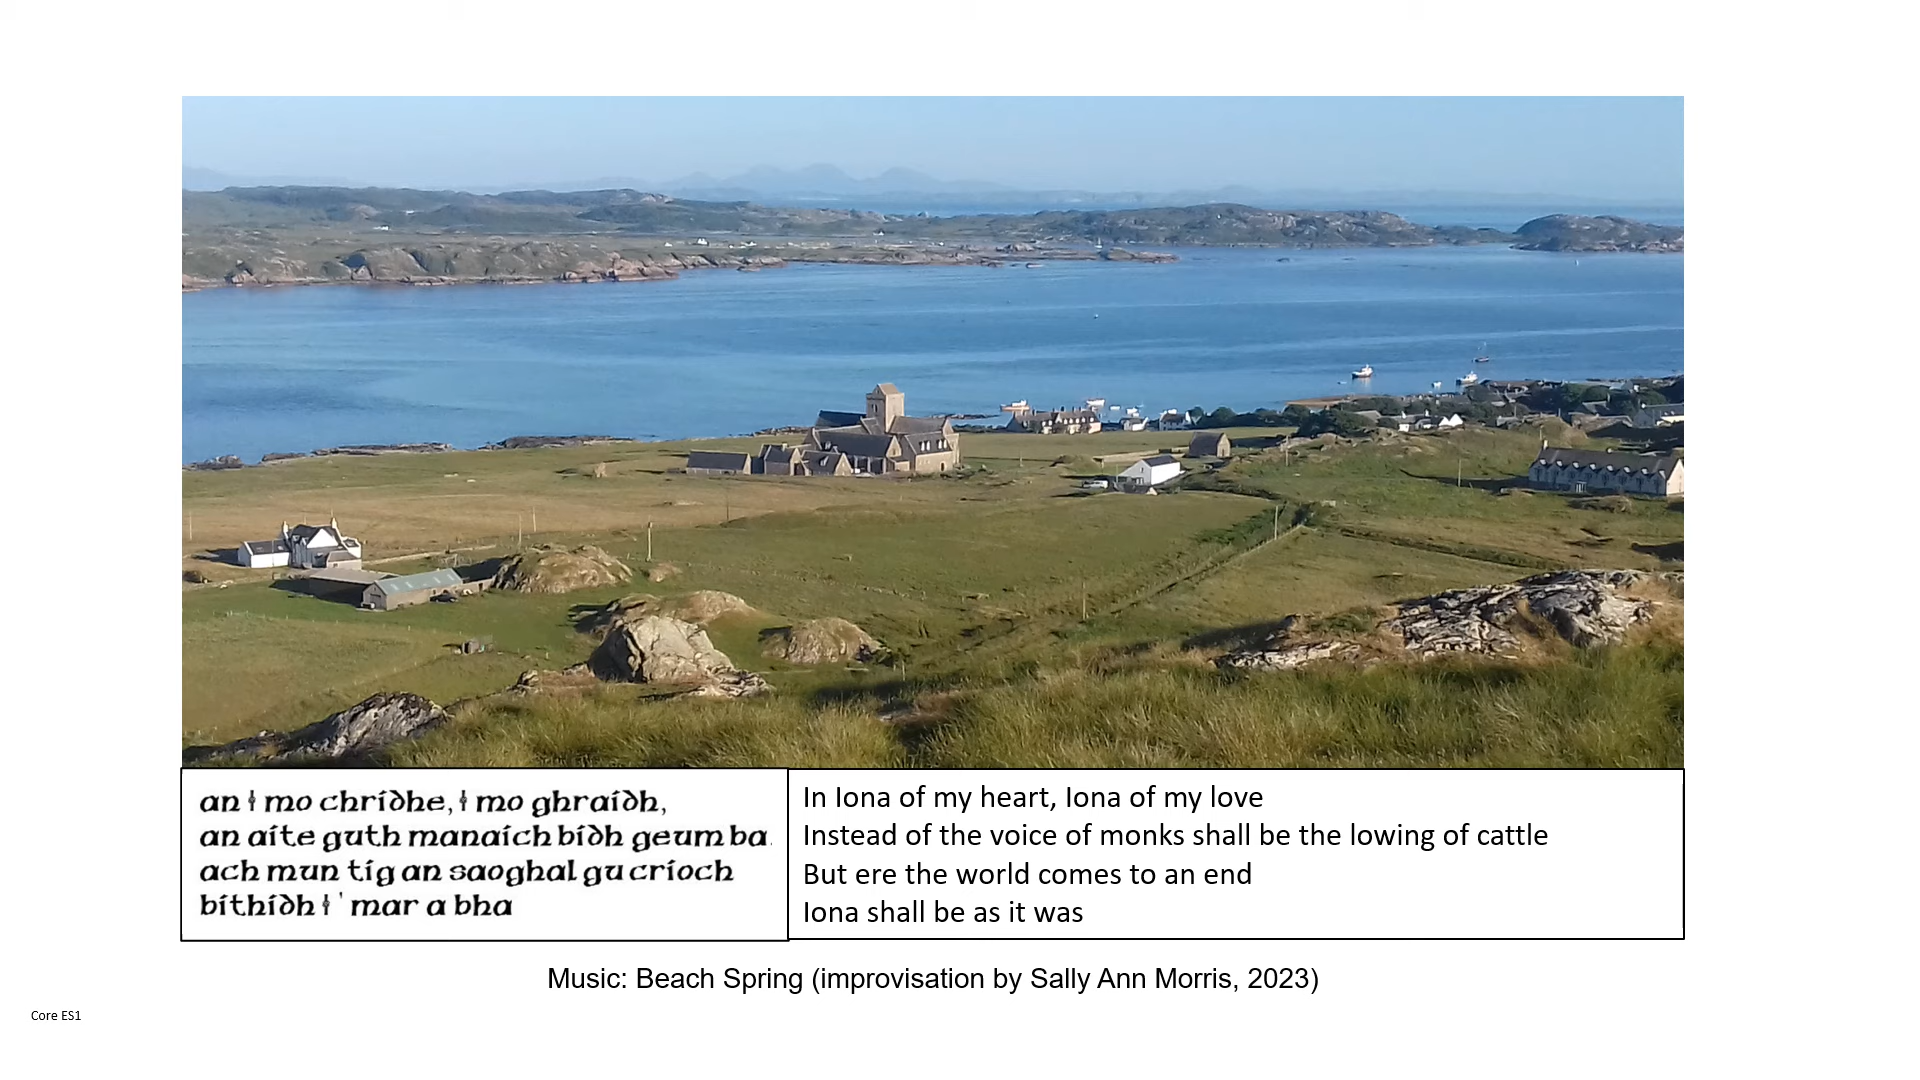 an I mo chridhe, I mo ghraidh,
an aite guth manaich bidh geum ba.
ach mun tig an saoghal gu crioch
bithidh I ' mar a bha
In Iona of my heart, Iona of my love
Instead of the voice of monks shall be the lowing of cattle
But ere the world comes to an end
Iona shall be as it was
Music: Beach Spring (improvisation by Sally Ann Morris, 2023)
Core ES1